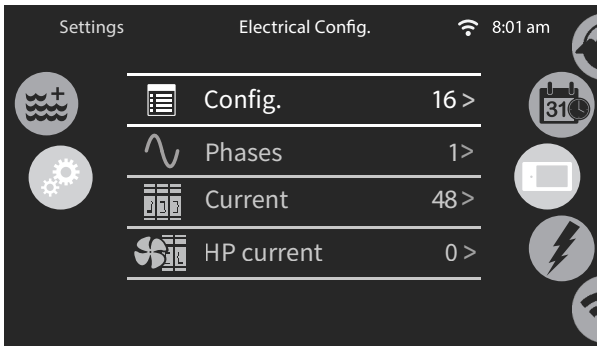 Settings Electrical Config. 8:01 am
Config. 16 >
31
Phases 1>
Current 48 >
HP current 0 >